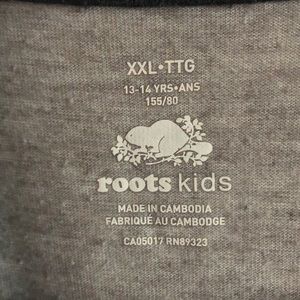 XXL•TTG
13-14 YRS•ANS
155/80
roots kids
MADE IN CAMBODIA
FABRIQUÉ AU CAMBODGE
CA05017 RN89323